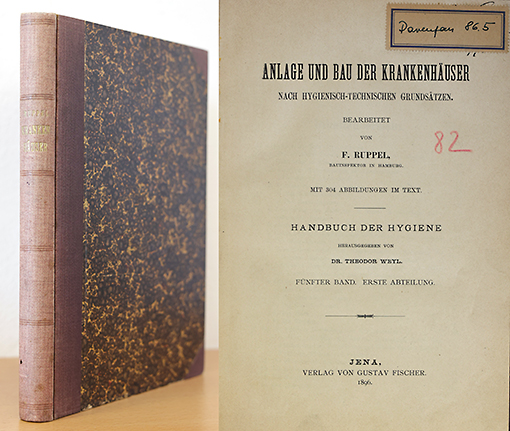 Davenfar 86.5
ANLAGE UND BAU DER KRANKENHÄUSER
NACH HYGIENISCH-TECHNISCHEN GRUNDSÄTZEN.
BEARBEITET
VON
F. RUPPEL,
BAUINSPEKTOR IN HAMBURG.
82
MIT 304 ABBILDUNGEN IM TEXT.
HANDBUCH DER HYGIENE
HERAUSGEGEBEN VON
DR. THEODOR WEYL.
FÜNFTER BAND. ERSTE ABTEILUNG.
JENA,
VERLAG VON GUSTAV FISCHER.
1896.